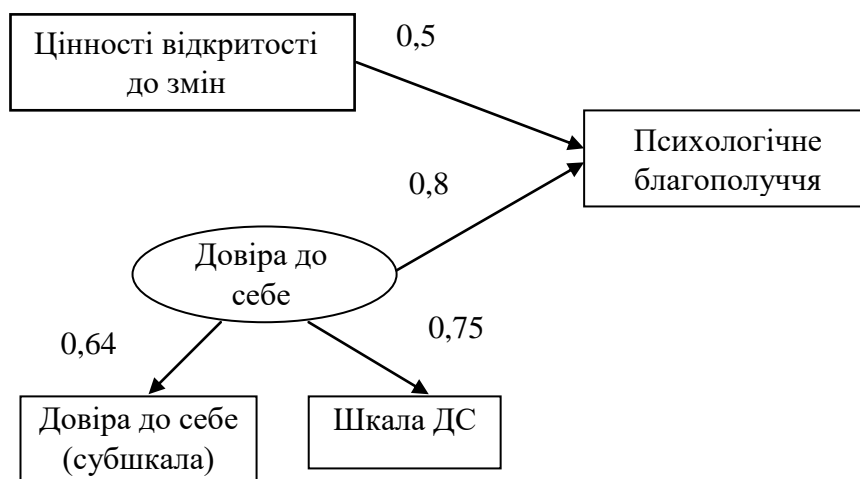 Цінності відкритості
до змін
0,5
Психологічне
благополуччя
0,8
Довіра до
себе
0,64
0,75
Довіра до себе
(субшкала)
Шкала ДС